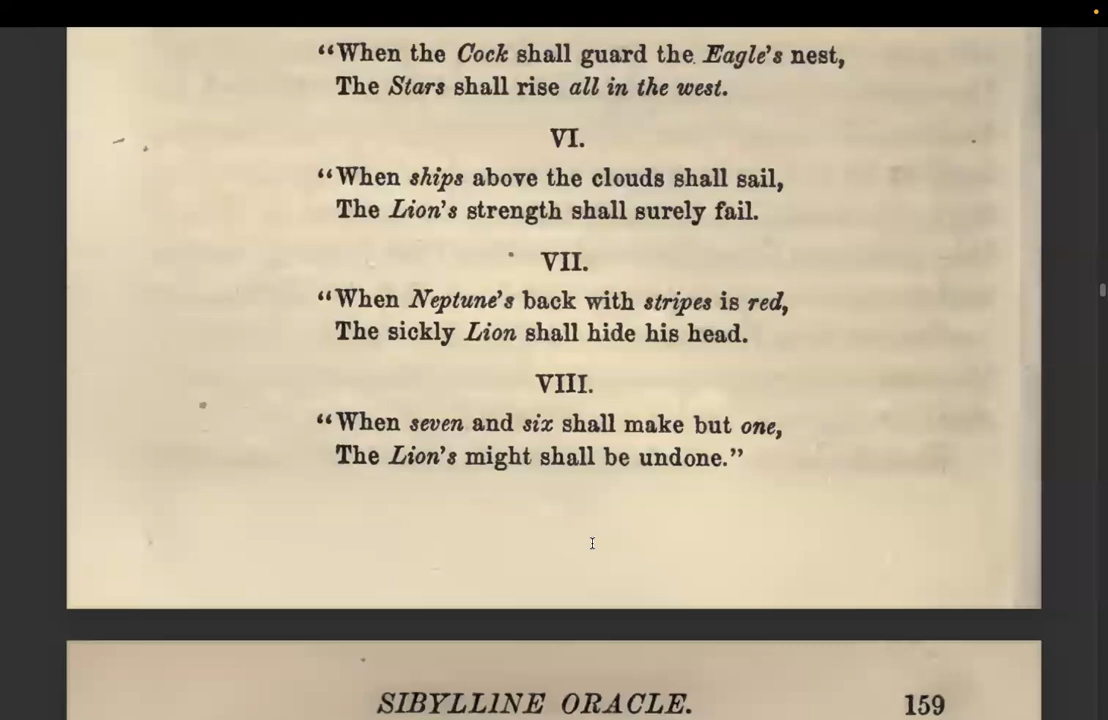 “When the Cock shall guard the Eagle’s nest,
The Stars shall rise all in the west.
VI.
“When ships above the clouds shall sail,
The Lion’s strength shall surely fail.
VII.
“When Neptune’s back with stripes is red,
The sickly Lion shall hide his head.
VIII.
“When seven and six shall make but one,
The Lion’s might shall be undone.”
SIBYLLINE ORACLE. 159